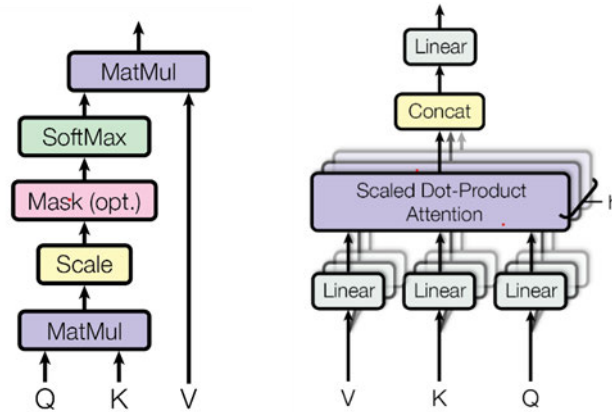 MatMul
SoftMax
Mask (opt.)
Scale
MatMul
Q K V
Linear
Concat
Scaled Dot-Product
Attention
h
Linear Linear Linear
V K Q